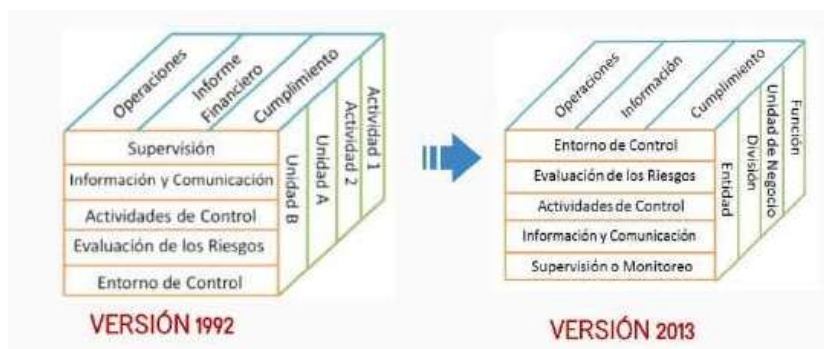 Operaciones
Informe
Financiero
Cumplimiento
Supervisión
Información y Comunicación
Actividades de Control
Evaluación de los Riesgos
Entorno de Control
Unidad B
Unidad A
Actividad 2
Actividad 1
VERSIÓN 1992
Operaciones
Información
Cumplimiento
Entorno de Control
Evaluación de los Riesgos
Actividades de Control
Información y Comunicación
Supervisión o Monitoreo
Entidad
División
Unidad de Negocio
Función
VERSIÓN 2013